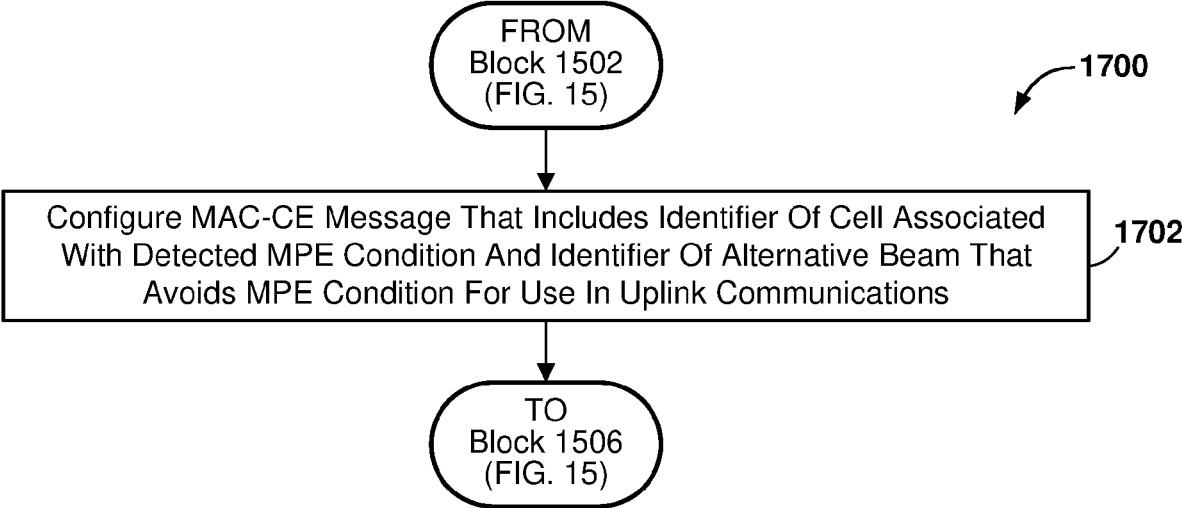 FROM
Block 1502
(FIG. 15)
1700
Configure MAC-CE Message That Includes Identifier Of Cell Associated
With Detected MPE Condition And Identifier Of Alternative Beam That
Avoids MPE Condition For Use In Uplink Communications
1702
TO
Block 1506
(FIG. 15)